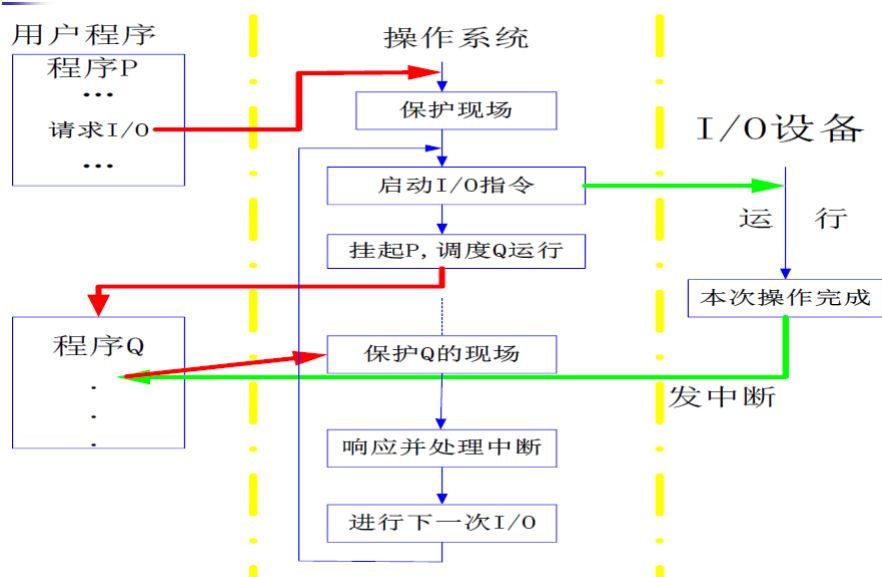 用户程序
程序P
...
请求I/O
...
操作系统
保护现场
启动I/O指令
挂起P,调度Q运行
I/O设备
运 行
本次操作完成
程序Q
.
.
.
保护Q的现场
发中断
响应并处理中断
进行下一次I/O